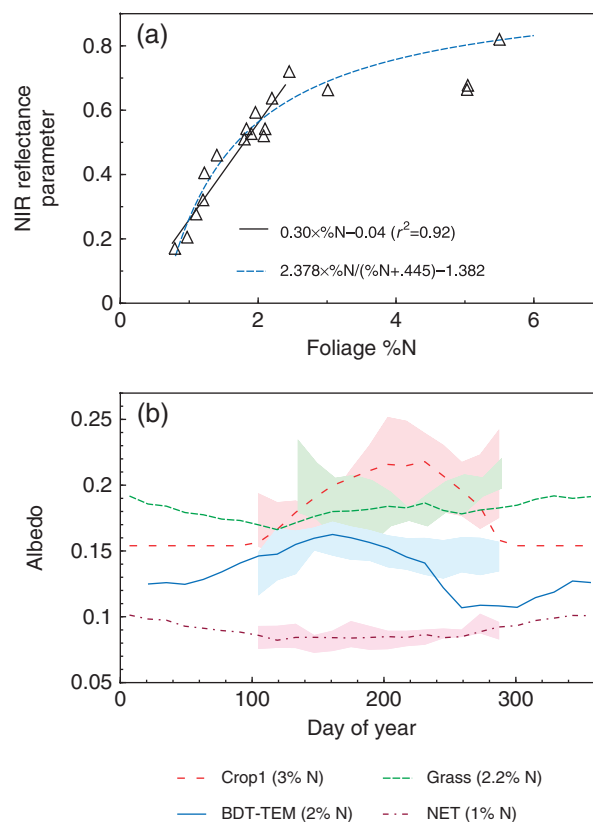 (a)
0.8
0.6
0.4
0.2
0
NIR reflectance
parameter
0.30×%N–0.04 (r²=0.92)
2.378×%N/(%N+.445)–1.382
0 2 4 6
Foliage %N
(b)
0.25
0.2
0.15
0.1
0.05
Albedo
0 100 200 300
Day of year
Crop1 (3% N) Grass (2.2% N)
BDT-TEM (2% N) NET (1% N)